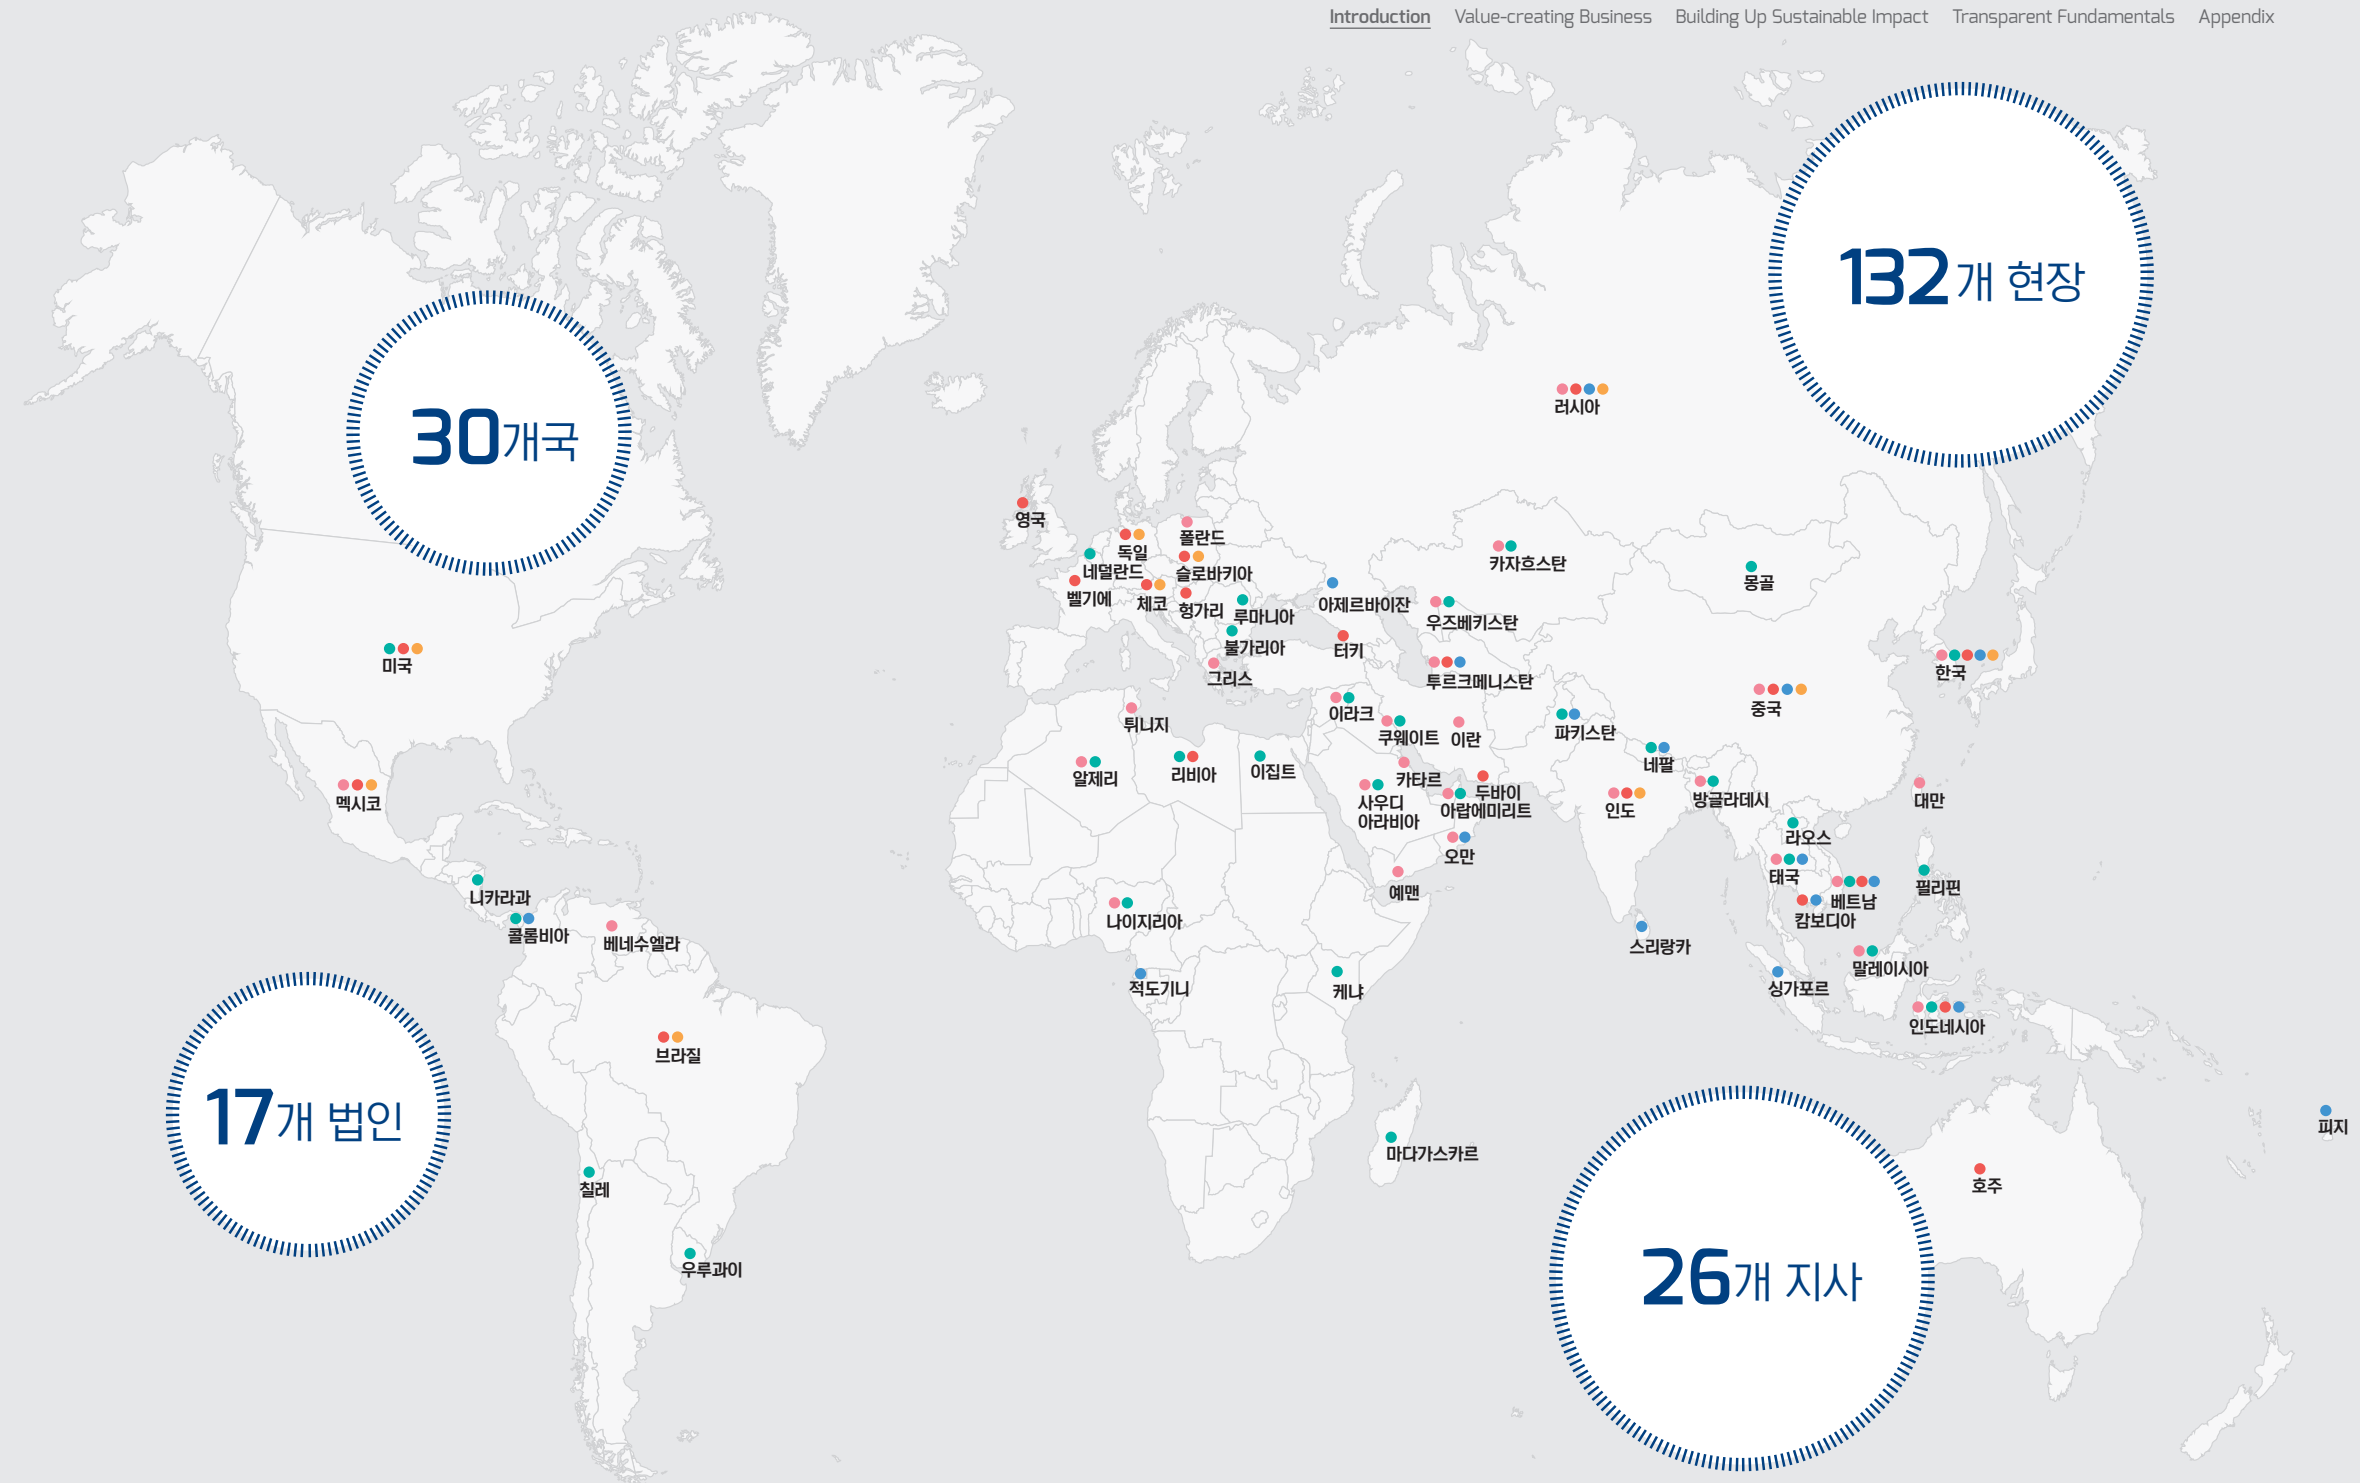 Introduction Value-creating Business Building Up Sustainable Impact Transparent Fundamentals Appendix
132개 현장
30개국
러시아
영국
폴란드
독일
카자흐스탄
네덜란드
슬로바키아
몽골
벨기에
체코
헝가리
루마니아
아제르바이잔
우즈베키스탄
불가리아
터키
미국
그리스
투르크메니스탄
한국
중국
이라크
튀니지
쿠웨이트
이란
파키스탄
네팔
알제리
리비아
이집트
카타르
두바이
멕시코
사우디
아라비아
아랍에미리트
인도
방글라데시
대만
라오스
오만
태국
필리핀
니카라과
예맨
베트남
캄보디아
콜롬비아
베네수엘라
나이지리아
스리랑카
말레이시아
적도기니
케냐
싱가포르
인도네시아
브라질
17개 법인
피지
마다가스카르
칠레
호주
우루과이
26개 지사